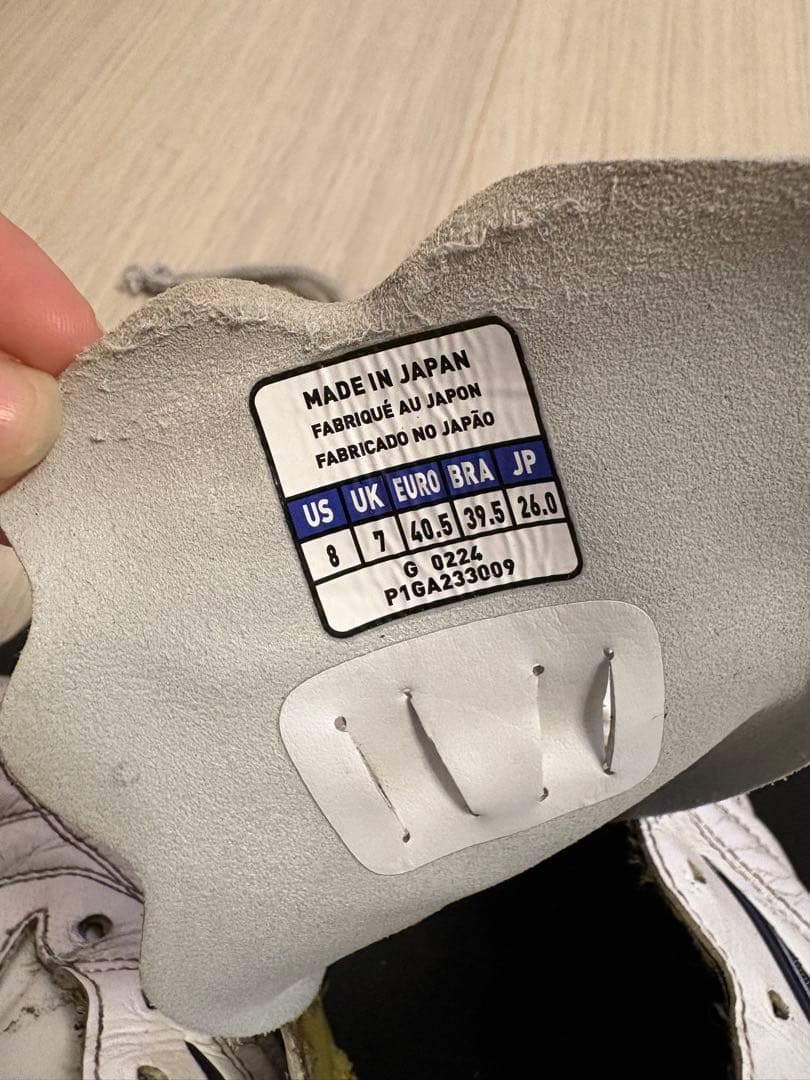 MADE IN JAPAN
FABRIQUÉ AU JAPON
FABRICADO NO JAPÃO
US UK EURO BRA JP
8 7 40.5 39.5 26.0
G 0224
P1GA233009